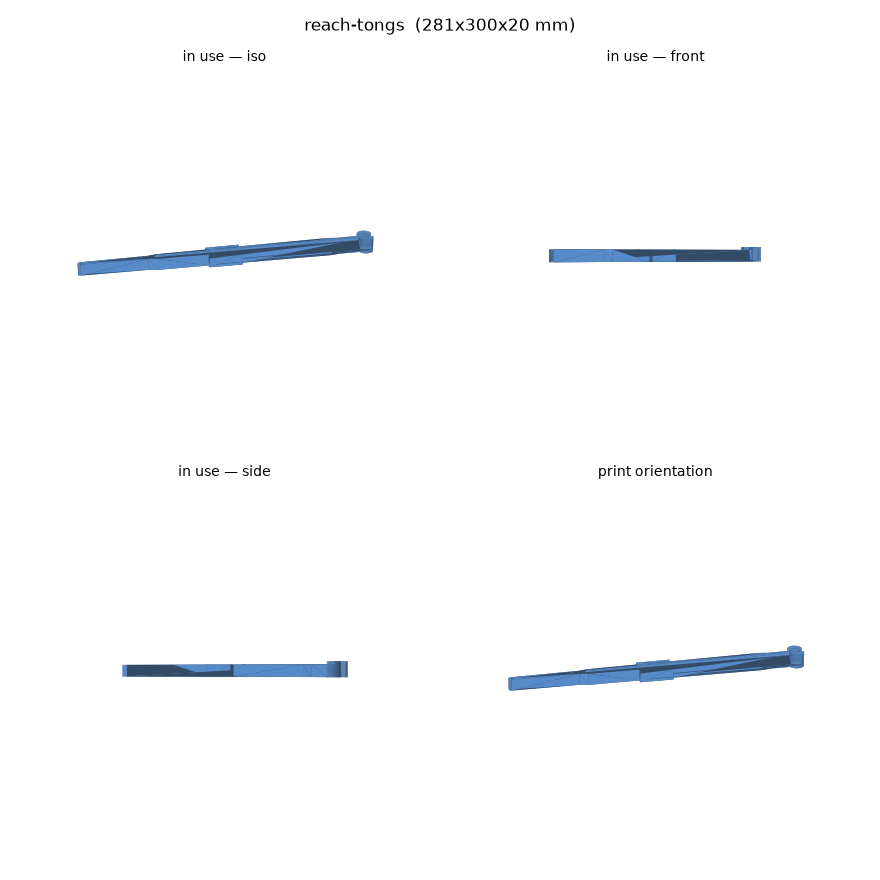 reach-tongs (281x300x20 mm)
in use — iso
in use — front
in use — side
print orientation